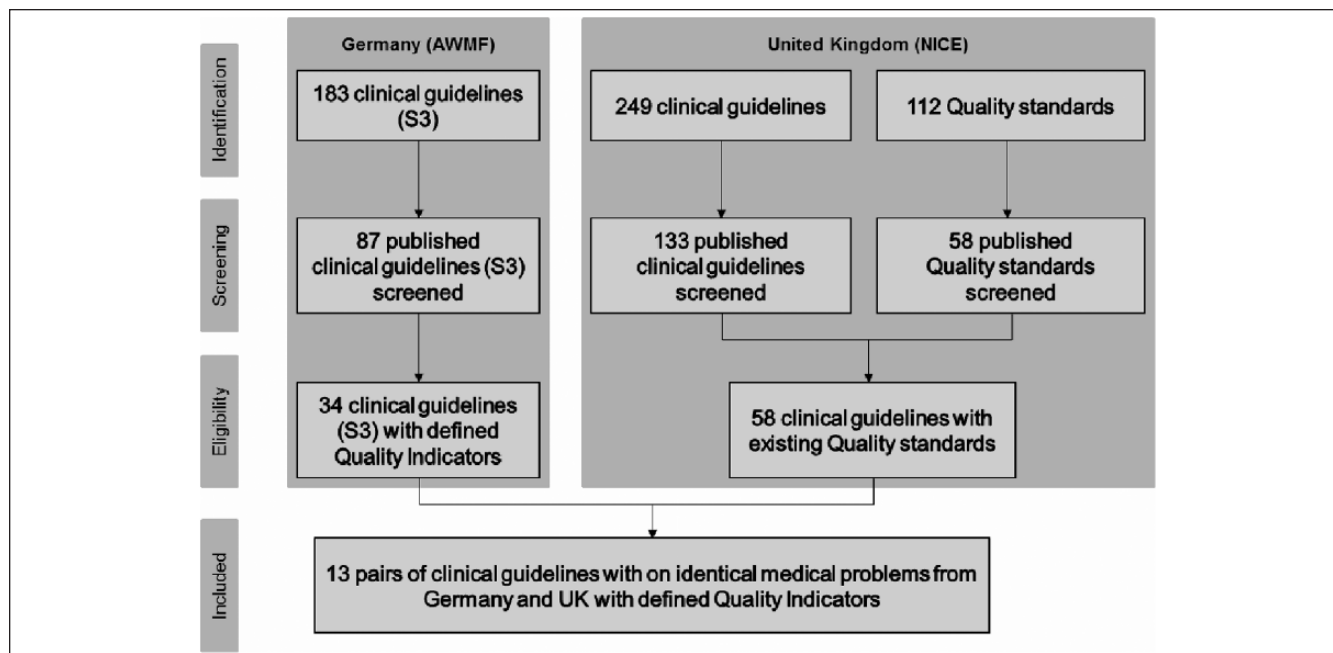 Germany (AWMF)
United Kingdom (NICE)
Identification
183 clinical guidelines
(S3)
249 clinical guidelines
112 Quality standards
Screening
87 published
clinical guidelines (S3)
screened
133 published
clinical guidelines
screened
58 published
Quality standards
screened
Eligibility
34 clinical guidelines
(S3) with defined
Quality Indicators
58 clinical guidelines with
existing Quality standards
Included
13 pairs of clinical guidelines with on identical medical problems from
Germany and UK with defined Quality Indicators